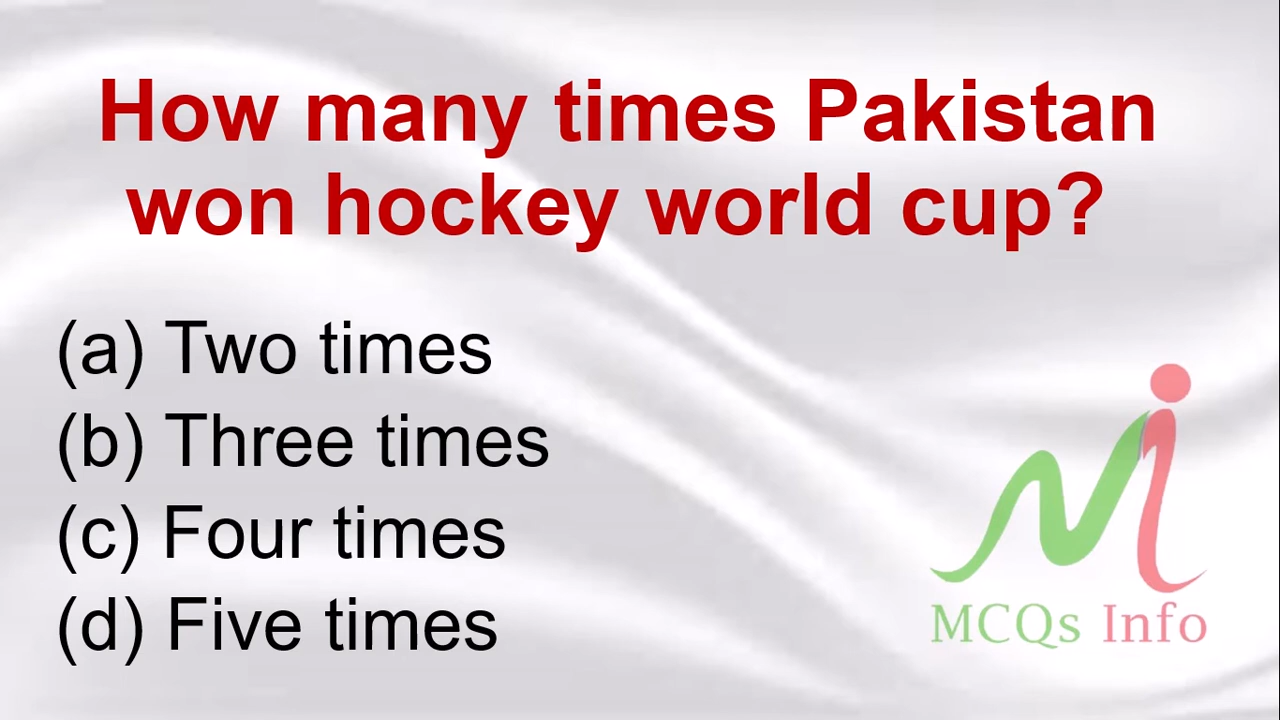 How many times Pakistan
won hockey world cup?
(a) Two times
(b) Three times
(c) Four times
(d) Five times
MCQs Info